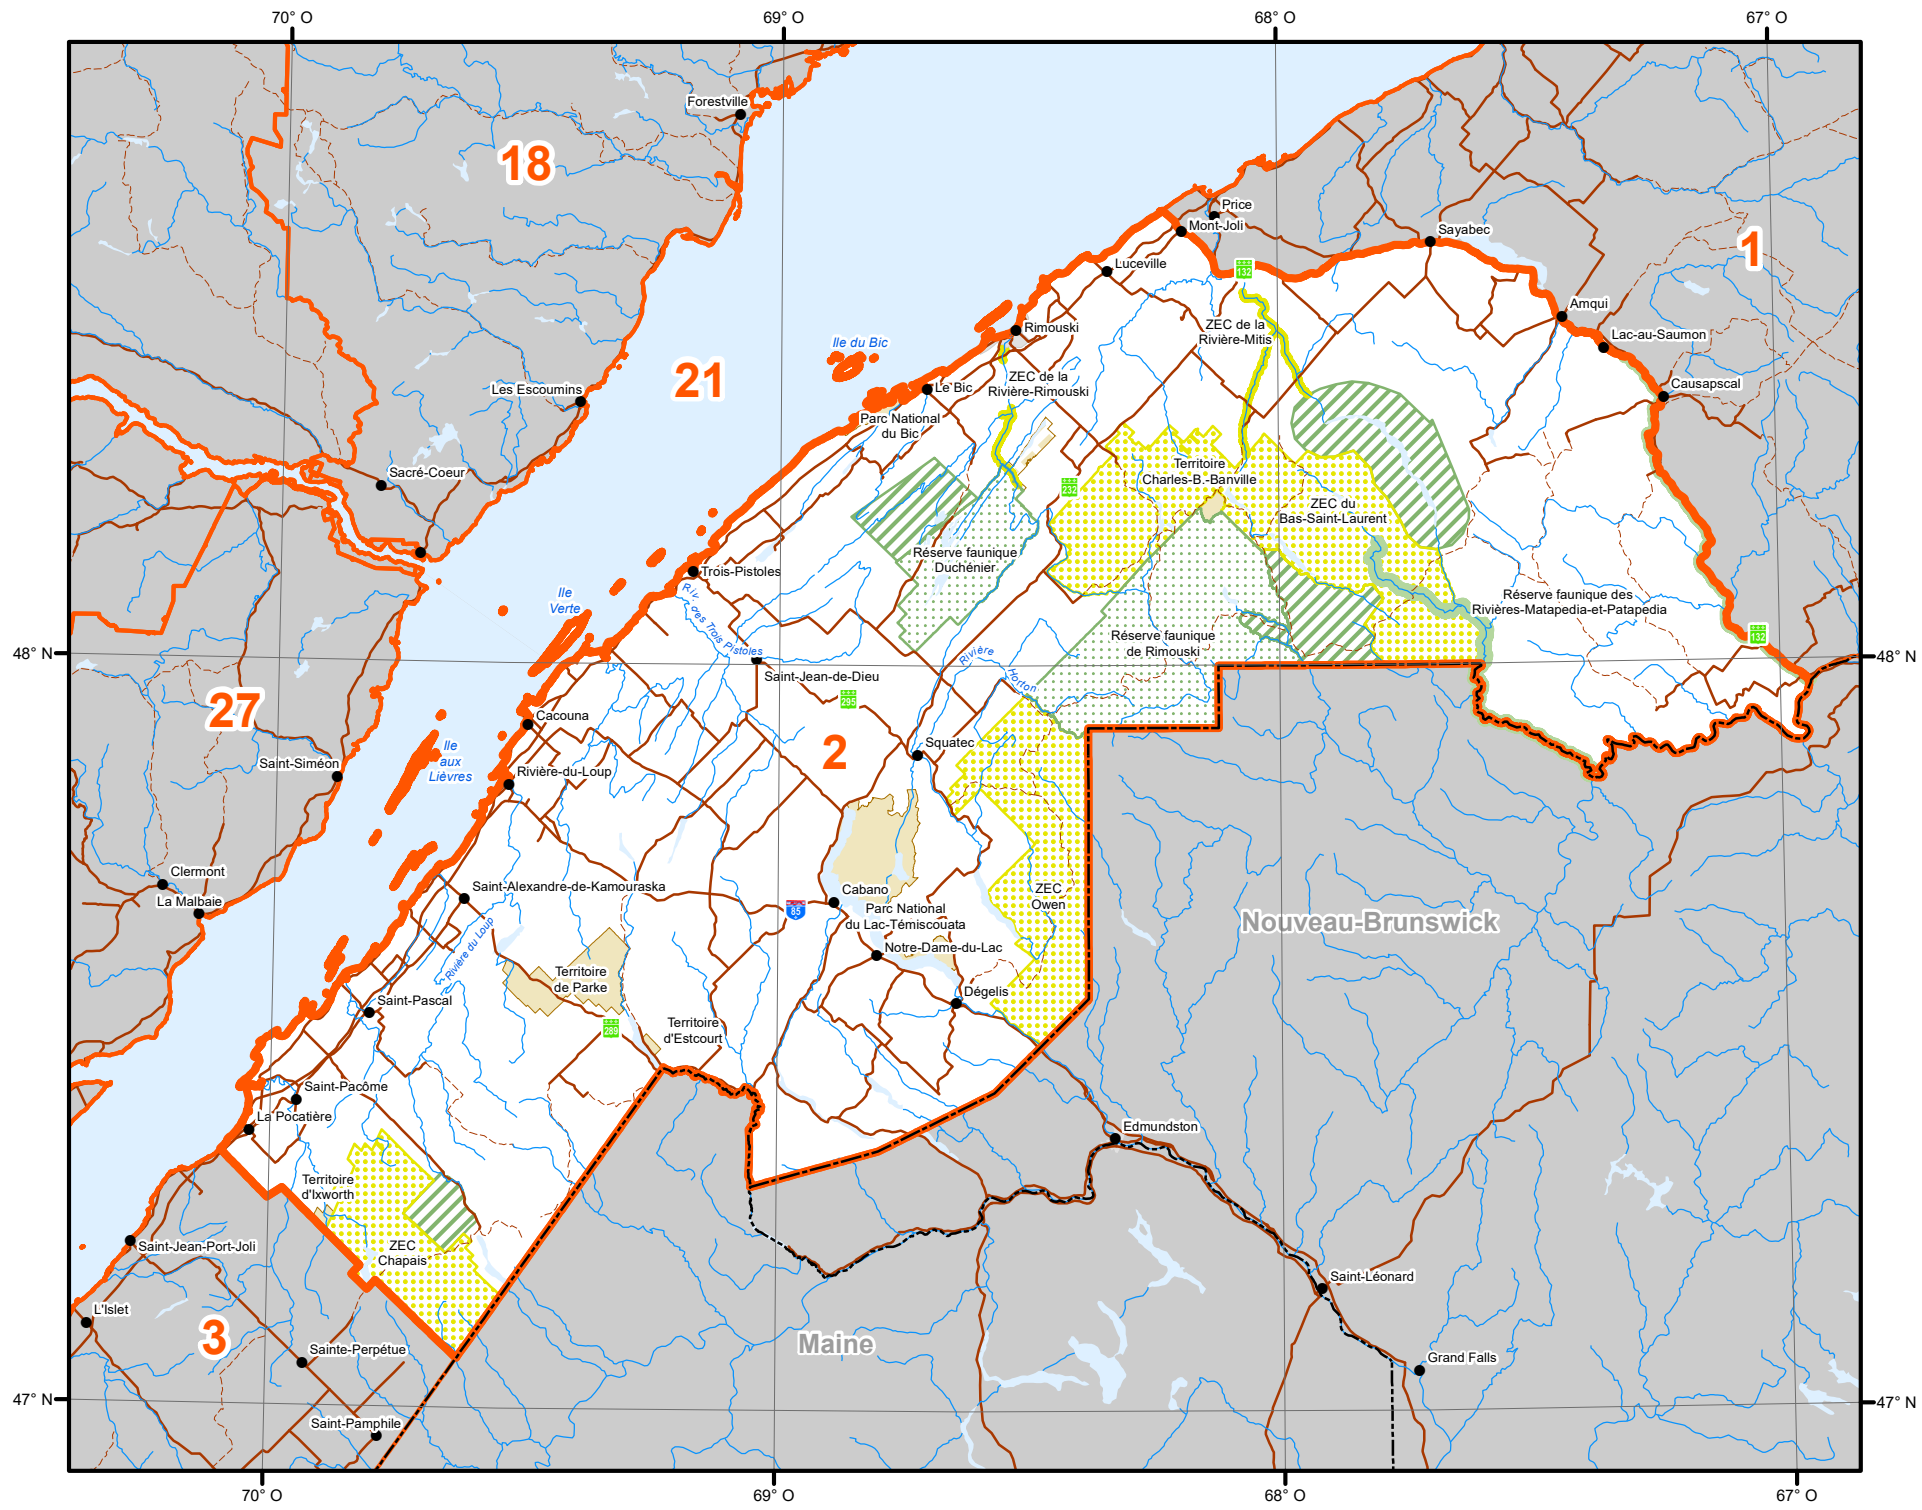 70° O
69° O
68° O
67° O
Forestville
18
Price
Mont-Joli
Sayabec
1
Luceville
132
Amqui
Rimouski
ZEC de la
Rivière-Mitis
Lac-au-Saumon
Ile du Bic
21
Les Escoumins
Le Bic
ZEC de la
Rivière-Rimouski
Causapscal
Parc National
du Bic
Sacré-Coeur
Territoire
Charles-B.-Banville
232
ZEC du
Bas-Saint-Laurent
Réserve faunique
Duchénier
Trois-Pistoles
Ile
Verte
Riv. des Trois Pistoles
Réserve faunique des
Rivières-Matapedia-et-Patapedia
132
Réserve faunique
de Rimouski
48° N
48° N
Rivière
Horton
Saint-Jean-de-Dieu
295
27
Cacouna
2
Squatec
Ile
aux
Lièvres
Saint-Siméon
Rivière-du-Loup
Clermont
La Malbaie
Saint-Alexandre-de-Kamouraska
Cabano
85
Parc National
du Lac-Témiscouata
ZEC
Owen
Nouveau-Brunswick
Rivière du Loup
Notre-Dame-du-Lac
Territoire
de Parke
Dégelis
Saint-Pascal
289
Territoire
d'Estcourt
Saint-Pacôme
La Pocatière
Edmundston
Territoire
d'Ixworth
Saint-Jean-Port-Joli
ZEC
Chapais
Saint-Léonard
L'Islet
3
Sainte-Perpétue
Maine
Grand Falls
47° N
47° N
Saint-Pamphile
70° O
69° O
68° O
67° O